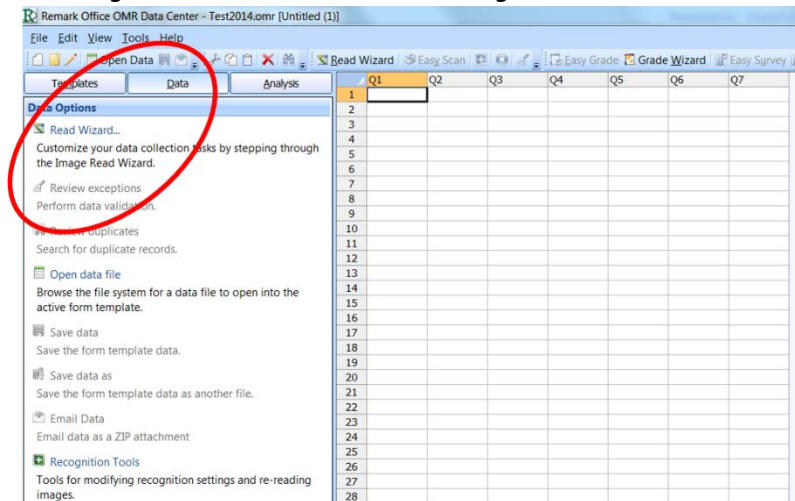 Remark Office OMR Data Center - Test2014.omr [Untitled (1)]
File Edit View Tools Help
Open Data Read Wizard Easy Scan Easy Grade Grade Wizard Easy Survey
Templates Data Analysis
Q1 Q2 Q3 Q4 Q5 Q6 Q7
Data Options
Read Wizard...
Customize your data collection tasks by stepping through
the Image Read Wizard.
Review exceptions
Perform data validation.
Review duplicates
Search for duplicate records.
Open data file
Browse the file system for a data file to open into the
active form template.
Save data
Save the form template data.
Save data as
Save the form template data as another file.
Email Data
Email data as a ZIP attachment
Recognition Tools
Tools for modifying recognition settings and re-reading
images.
1
2
3
4
5
6
7
8
9
10
11
12
13
14
15
16
17
18
19
20
21
22
23
24
25
26
27
28